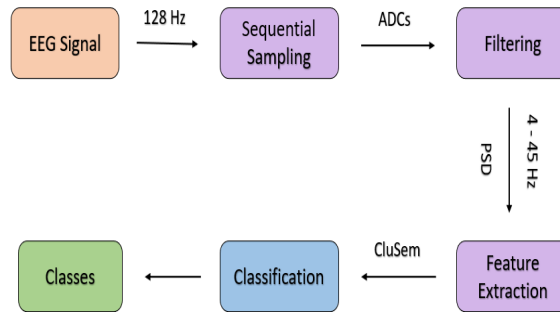 EEG Signal
128 Hz
Sequential
Sampling
ADCs
Filtering
4 - 45 Hz
PSD
Feature
Extraction
CluSem
Classification
Classes